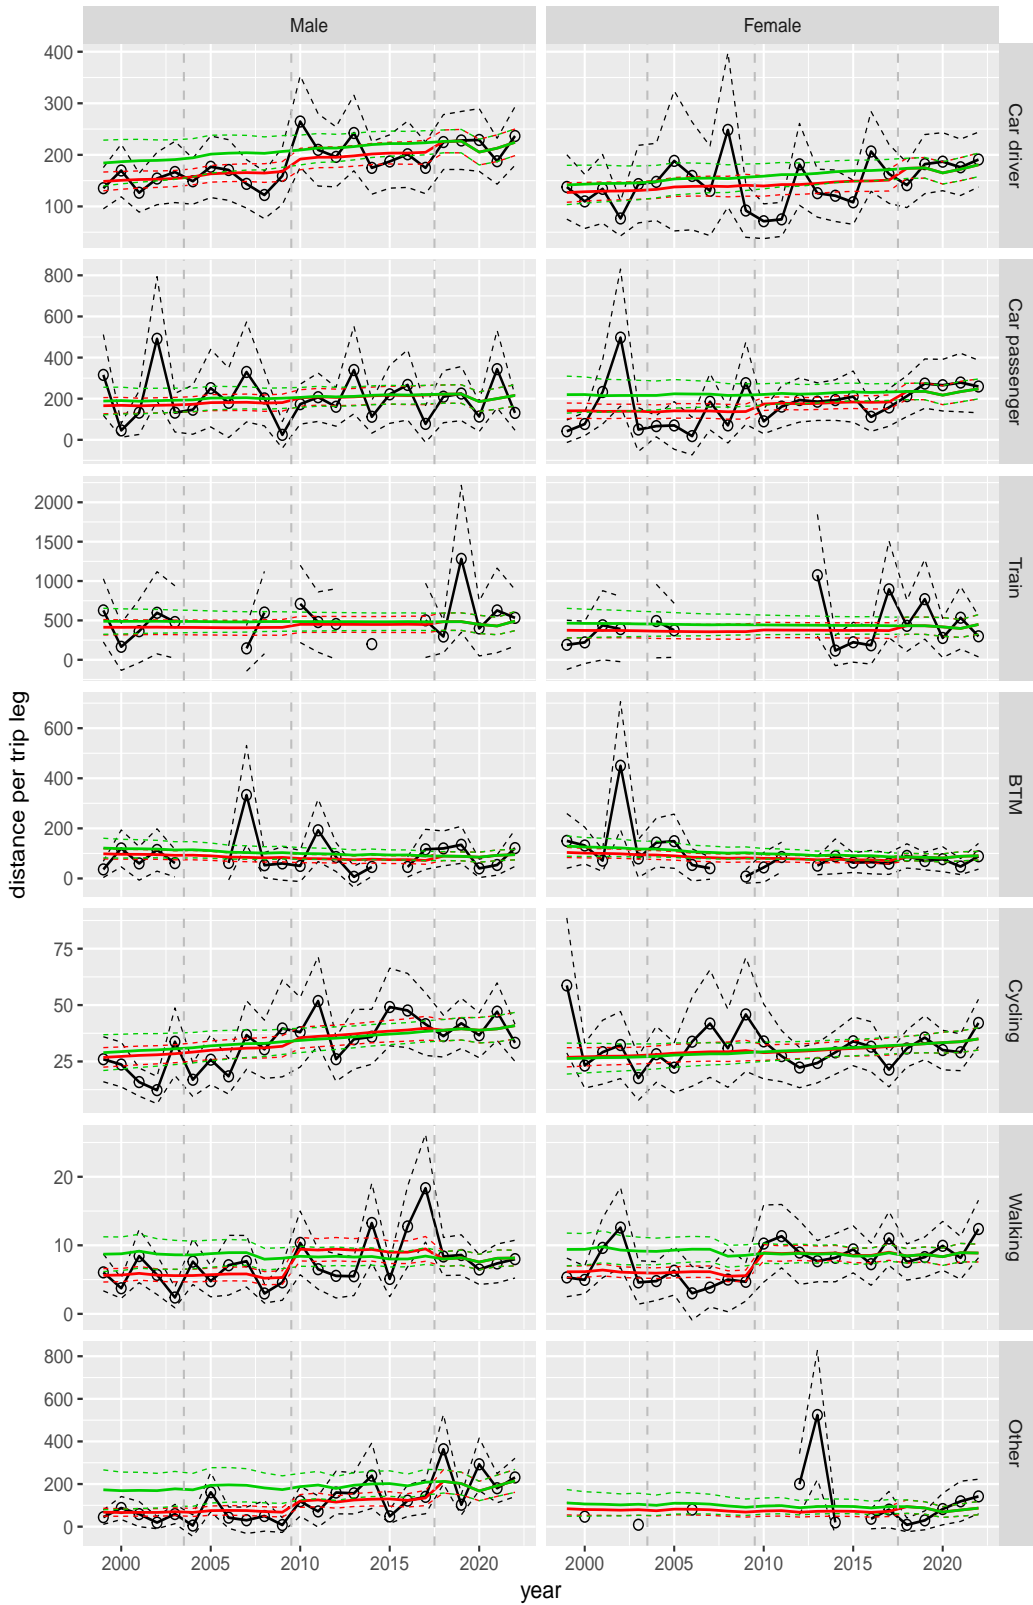 Male Female
400
300
200
100
Car driver
800
600
400
200
0
Car passenger
2000
1500
1000
500
0
Train
600
400
200
0
BTM
75
50
25
Cycling
20
10
0
Walking
800
600
400
200
0
Other
2000 2005 2010 2015 2020 2000 2005 2010 2015 2020
year
distance per trip leg